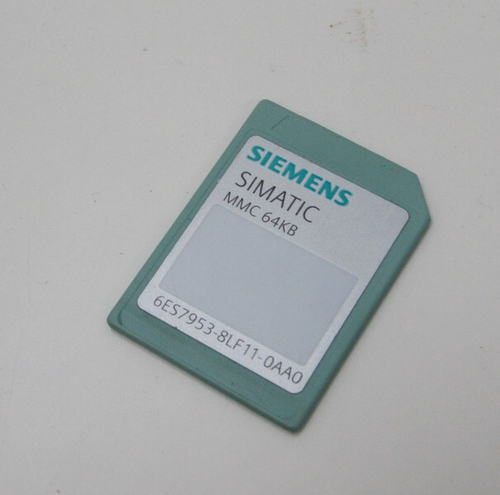 SIEMENS
SIMATIC
MMC 64KB
6ES7953-8LF11-0AA0